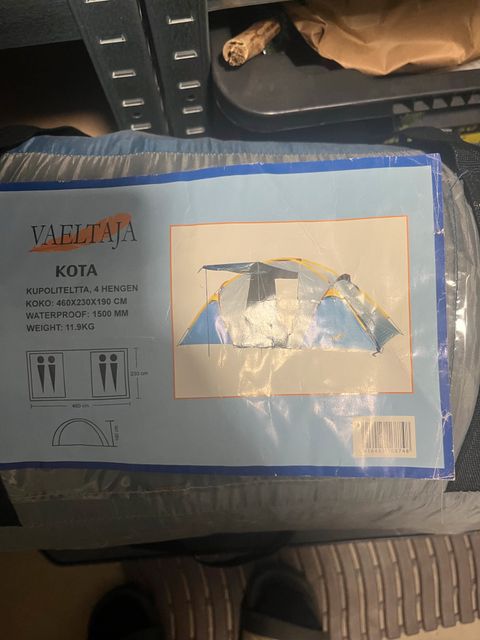 VAELTAJA
KOTA
KUPOLITELTTA, 4 HENGEN
KOKO: 460X230X190 CM
WATERPROOF: 1500 MM
WEIGHT: 11.9KG
230 cm
460 cm
190 cm